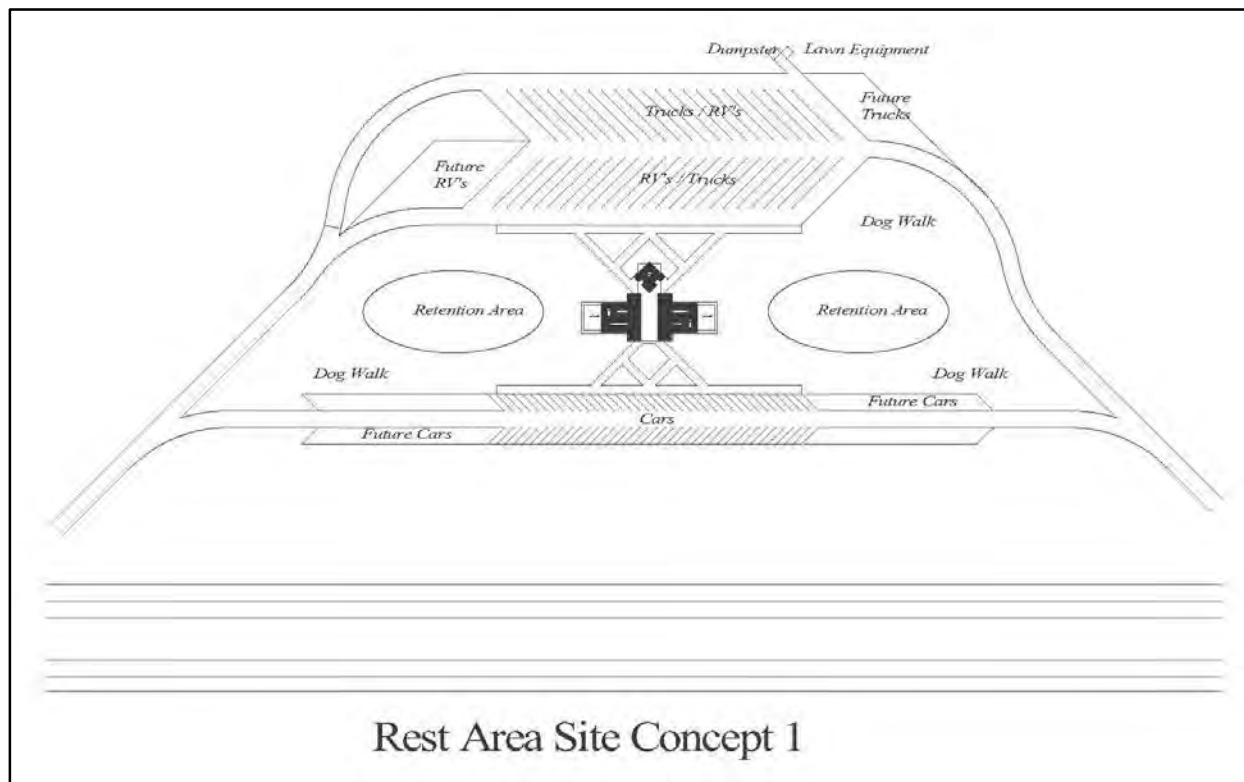 Dumpster Lawn Equipment
Future
Trucks
Trucks / RV's
Future
RV's
RV's / Trucks
Dog Walk
Retention Area
Retention Area
Dog Walk
Dog Walk
Future Cars
Cars
Future Cars
Rest Area Site Concept 1